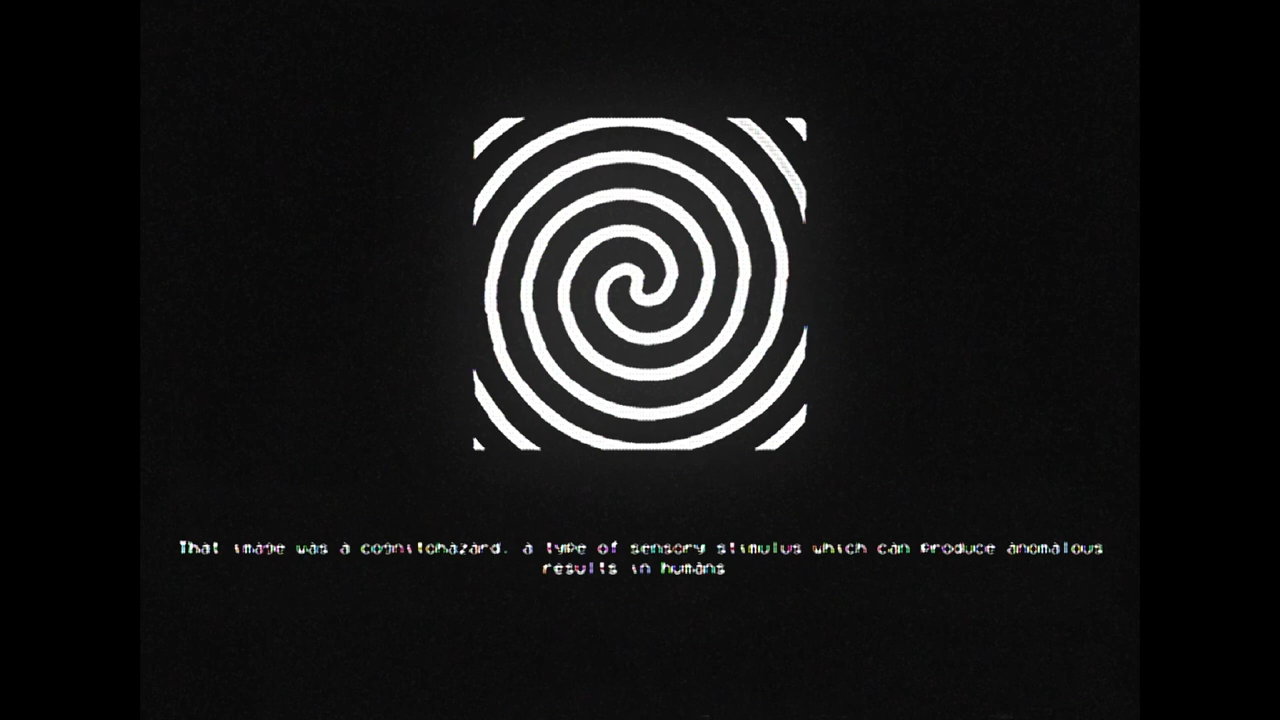 That image was a cognitohazard, a type of sensory stimulus which can produce anomalous
results in humans